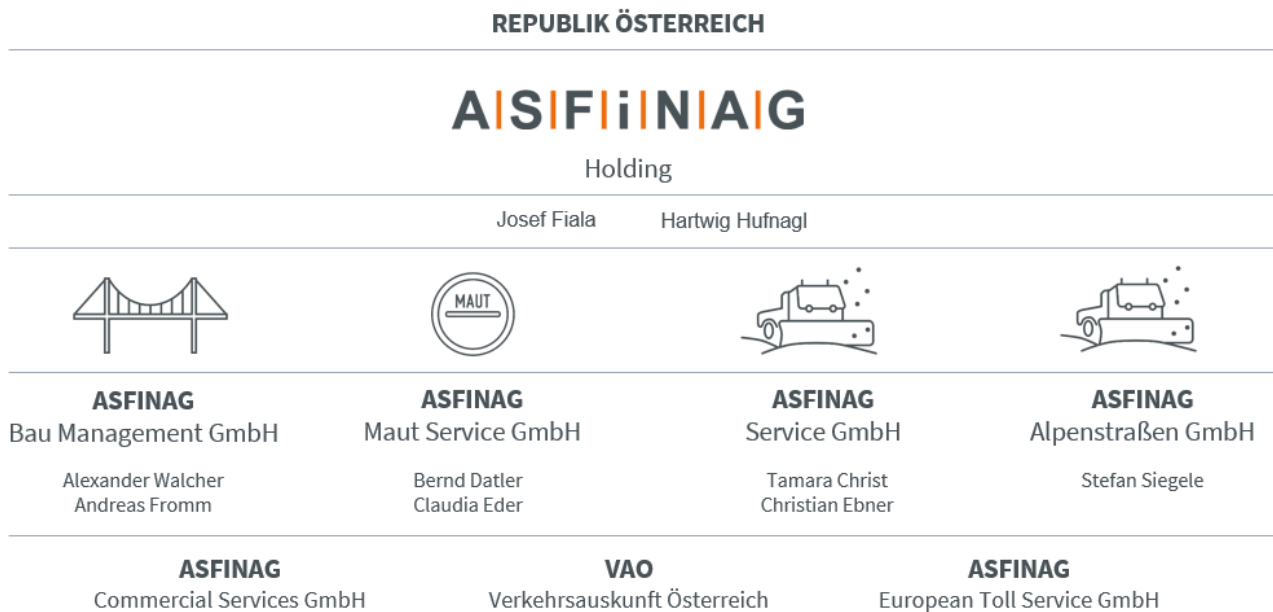 REPUBLIK ÖSTERREICH
A|S|F|i|N|A|G
Holding
Josef Fiala Hartwig Hufnagl
MAUT
ASFINAG
Bau Management GmbH
Alexander Walcher
Andreas Fromm
ASFINAG
Maut Service GmbH
Bernd Datler
Claudia Eder
ASFINAG
Service GmbH
Tamara Christ
Christian Ebner
ASFINAG
Alpenstraßen GmbH
Stefan Siegele
ASFINAG
Commercial Services GmbH
VAO
Verkehrsauskunft Österreich
ASFINAG
European Toll Service GmbH